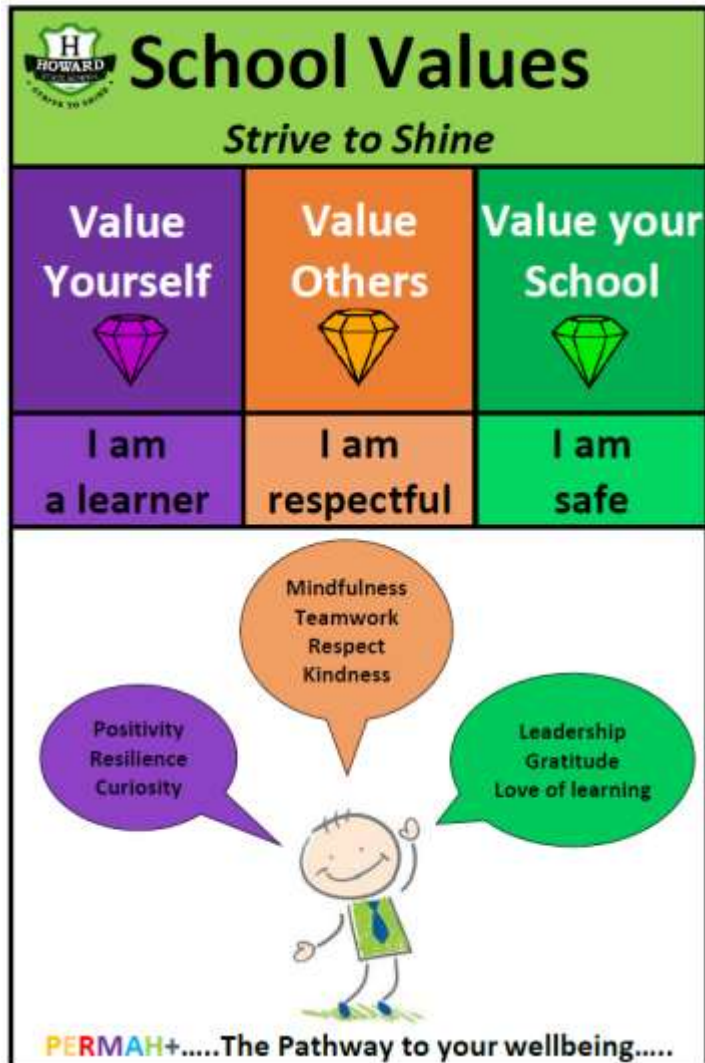 H
HOWARD
STATE SCHOOL
STRIVE TO SHINE
School Values
Strive to Shine
Value
Yourself
Value
Others
Value your
School
I am
a learner
I am
respectful
I am
safe
Mindfulness
Teamwork
Respect
Kindness
Positivity
Resilience
Curiosity
Leadership
Gratitude
Love of learning
PERMAH+.....The Pathway to your wellbeing.....